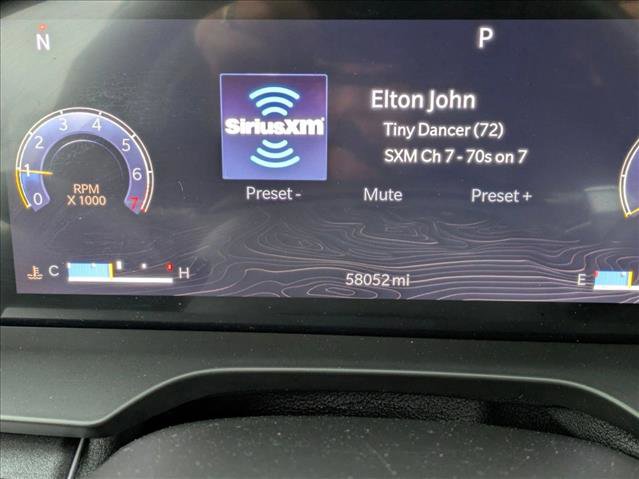 N
P
SiriusXM
Elton John
Tiny Dancer (72)
SXM Ch 7 - 70s on 7
Preset - Mute Preset +
0 1 2 3 4 5 6 7
RPM
X 1000
C H
58052 mi
E